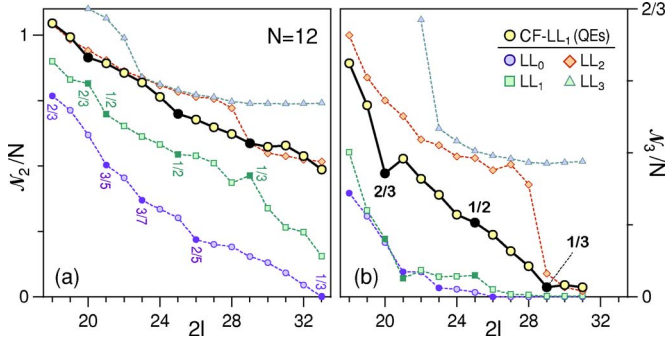 N=12
1
𝒩₂/N
0
2/3
3/5
3/7
2/5
1/3
2/3
1/2
1/2
1/3
(a)
20
24
28
32
2l
CF-LL₁ (QEs)
LL₀
LL₂
LL₁
LL₃
2/3
𝒩₃/N
0
2/3
1/2
1/3
(b)
20
24
28
32
2l